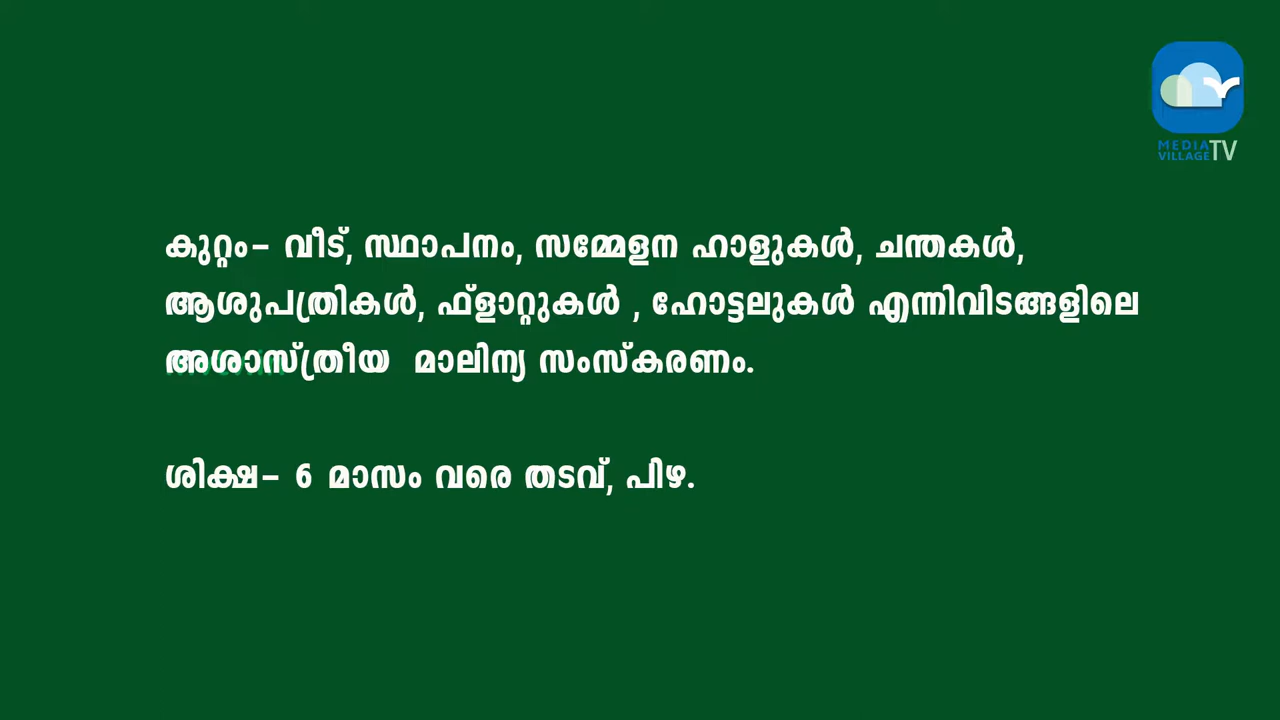 MEDIA
VILLAGE TV
കുറ്റം- വീട്, സ്ഥാപനം, സമ്മേളന ഹാളുകൾ, ചന്തകൾ,
ആശുപത്രികൾ, ഫ്ളാറ്റുകൾ , ഹോട്ടലുകൾ എന്നിവിടങ്ങളിലെ
അശാസ്ത്രീയ മാലിന്യ സംസ്കരണം.
ശിക്ഷ- 6 മാസം വരെ തടവ്, പിഴ.